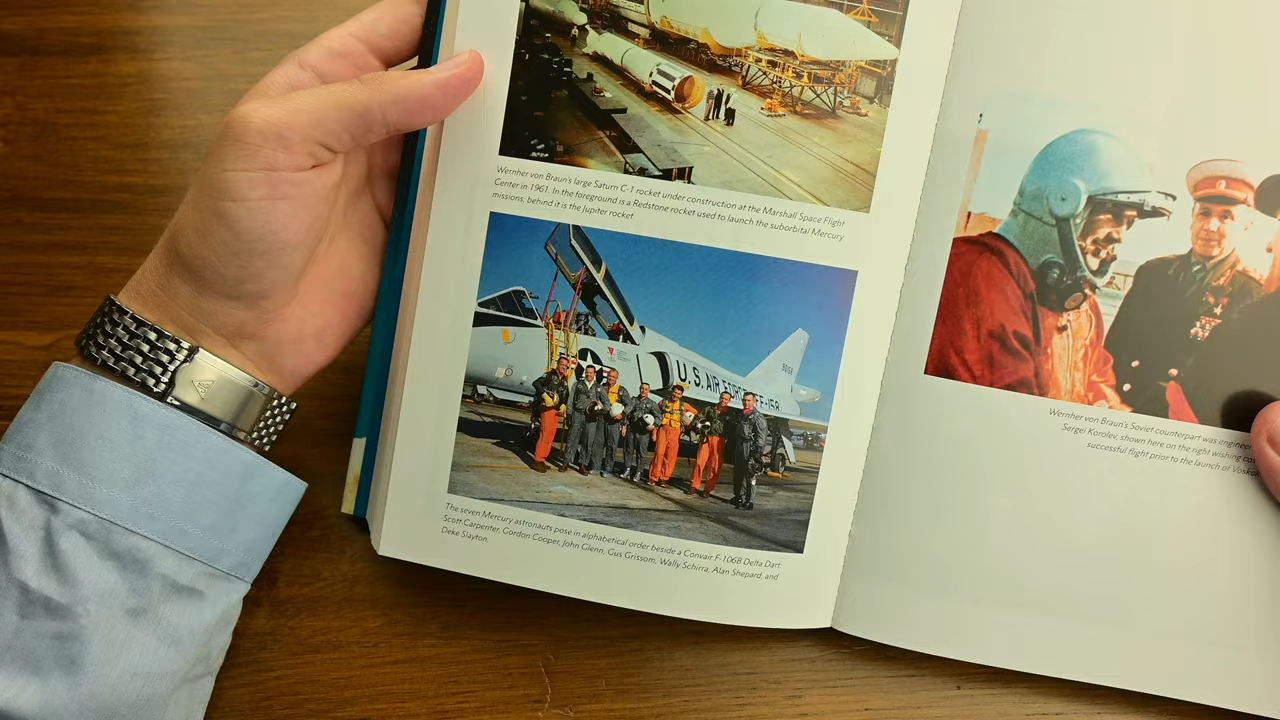 Wernher von Braun's large Saturn C-1 rocket under construction at the Marshall Space Flight
Center in 1961. In the foreground is a Redstone rocket used to launch the suborbital Mercury
missions; behind it is the Jupiter rocket.
U.S. AIR FORCE
FF-158
The seven Mercury astronauts pose in alphabetical order beside a Convair F-106B Delta Dart:
Scott Carpenter, Gordon Cooper, John Glenn, Gus Grissom, Wally Schirra, Alan Shepard, and
Deke Slayton.
Wernher von Braun's Soviet counterpart was engineer
Sergei Korolev, shown here on the right wishing
successful flight prior to the launch of